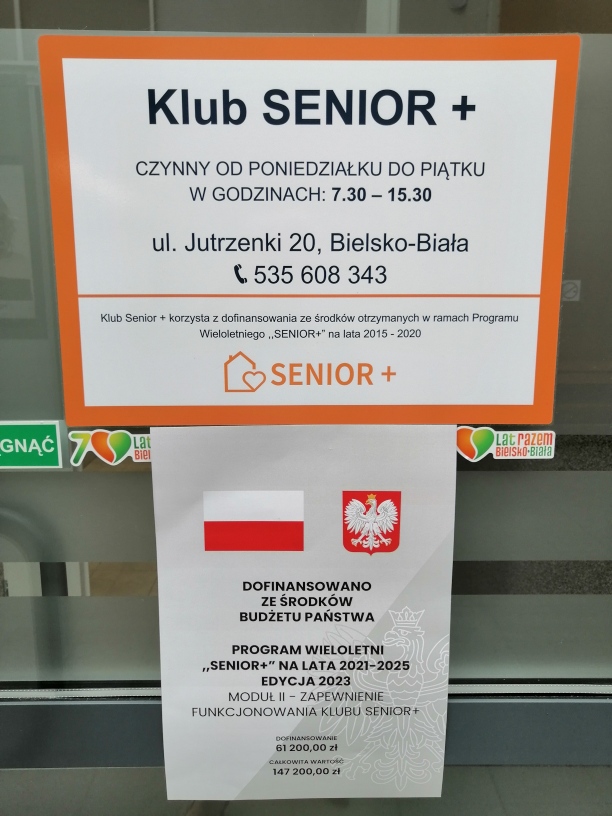 Klub SENIOR +
CZYNNY OD PONIEDZIAŁKU DO PIĄTKU
W GODZINACH: 7.30 – 15.30
ul. Jutrzenki 20, Bielsko-Biała
535 608 343
Klub Senior + korzysta z dofinansowania ze środków otrzymanych w ramach Programu
Wieloletniego ,,SENIOR+" na lata 2015 - 2020
SENIOR +
GNĄĆ
70 Lat
Biel
Lat razem
Bielsko-Biała
DOFINANSOWANO
ZE ŚRODKÓW
BUDŻETU PAŃSTWA
PROGRAM WIELOLETNI
,,SENIOR+" NA LATA 2021-2025
EDYCJA 2023
MODUŁ II - ZAPEWNIENIE
FUNKCJONOWANIA KLUBU SENIOR+
DOFINANSOWANIE
61 200,00 zł
CAŁKOWITA WARTOŚĆ
147 200,00 zł